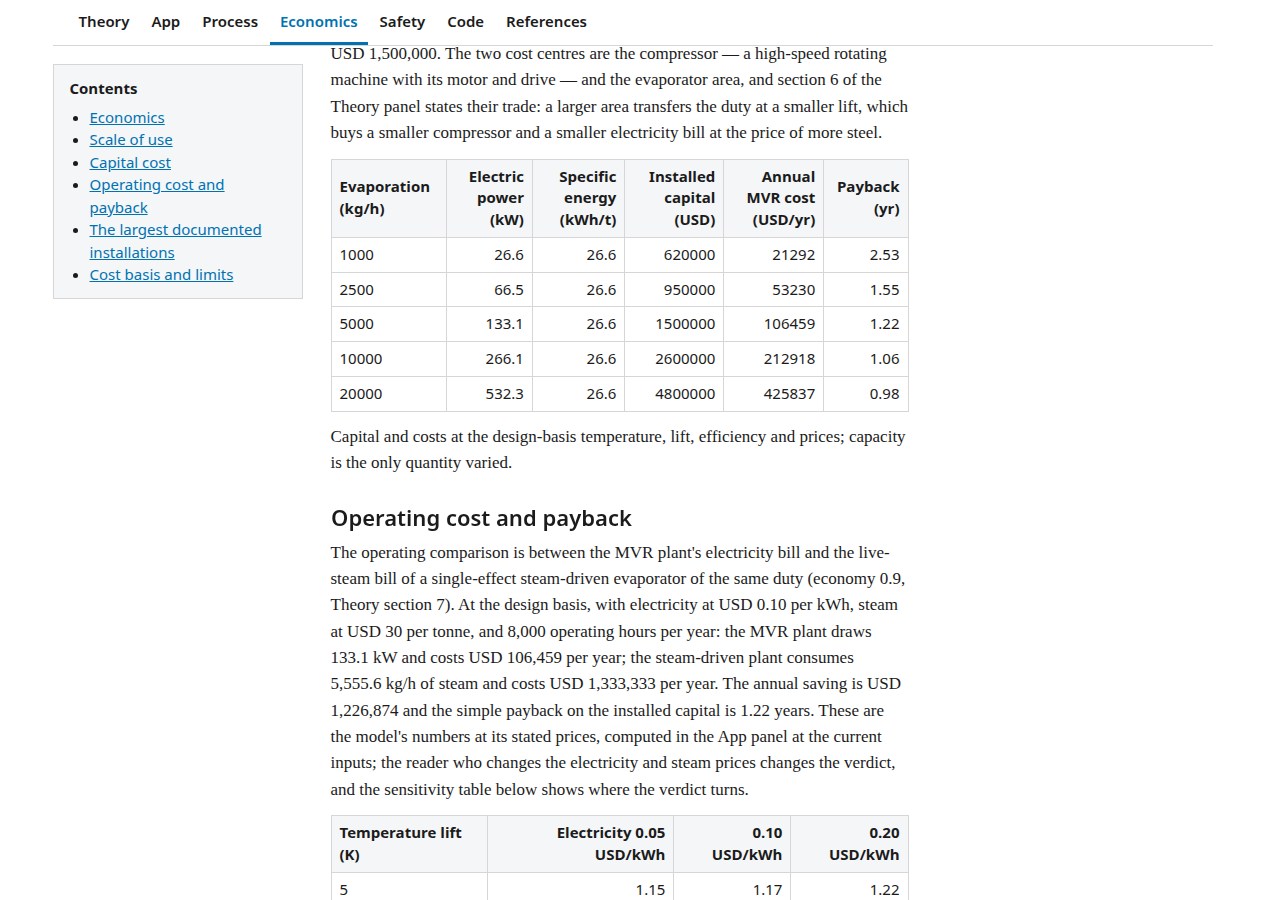 Theory App Process Economics Safety Code References
Contents
Economics
Scale of use
Capital cost
Operating cost and
payback
The largest documented
installations
Cost basis and limits
USD 1,500,000. The two cost centres are the compressor — a high-speed rotating
machine with its motor and drive — and the evaporator area, and section 6 of the
Theory panel states their trade: a larger area transfers the duty at a smaller lift, which
buys a smaller compressor and a smaller electricity bill at the price of more steel.
Evaporation (kg/h) Electric power (kW) Specific energy (kWh/t) Installed capital (USD) Annual MVR cost (USD/yr) Payback (yr)
1000 26.6 26.6 620000 21292 2.53
2500 66.5 26.6 950000 53230 1.55
5000 133.1 26.6 1500000 106459 1.22
10000 266.1 26.6 2600000 212918 1.06
20000 532.3 26.6 4800000 425837 0.98
Capital and costs at the design-basis temperature, lift, efficiency and prices; capacity
is the only quantity varied.
Operating cost and payback
The operating comparison is between the MVR plant's electricity bill and the live-
steam bill of a single-effect steam-driven evaporator of the same duty (economy 0.9,
Theory section 7). At the design basis, with electricity at USD 0.10 per kWh, steam
at USD 30 per tonne, and 8,000 operating hours per year: the MVR plant draws
133.1 kW and costs USD 106,459 per year; the steam-driven plant consumes
5,555.6 kg/h of steam and costs USD 1,333,333 per year. The annual saving is USD
1,226,874 and the simple payback on the installed capital is 1.22 years. These are
the model's numbers at its stated prices, computed in the App panel at the current
inputs; the reader who changes the electricity and steam prices changes the verdict,
and the sensitivity table below shows where the verdict turns.
Temperature lift (K) Electricity 0.05 USD/kWh 0.10 USD/kWh 0.20 USD/kWh
5 1.15 1.17 1.22